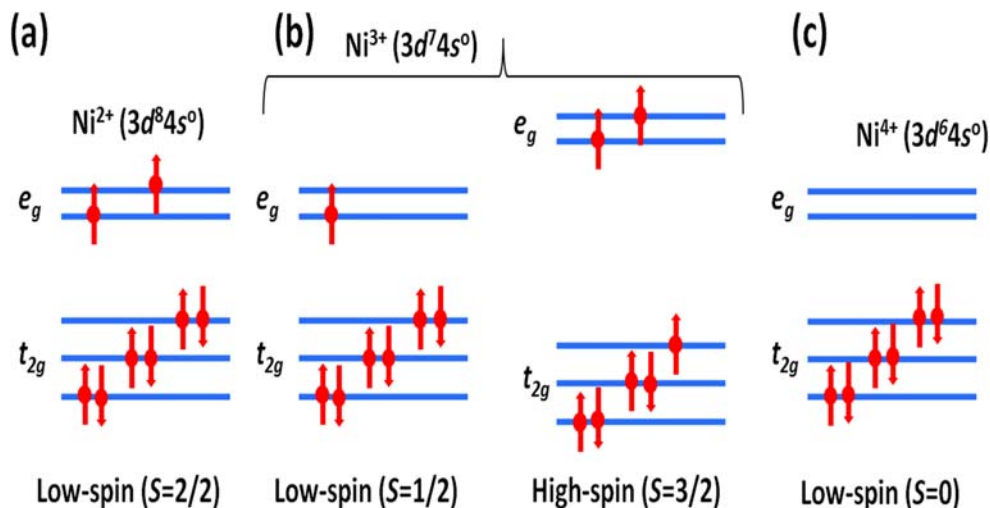 (a)
(b)
(c)
Ni³⁺ (3d⁷4s⁰)
Ni²⁺ (3d⁸4s⁰)
Ni⁴⁺ (3d⁶4s⁰)
e_g
e_g
e_g
e_g
t_2g
t_2g
t_2g
t_2g
Low-spin (S=2/2)
Low-spin (S=1/2)
High-spin (S=3/2)
Low-spin (S=0)